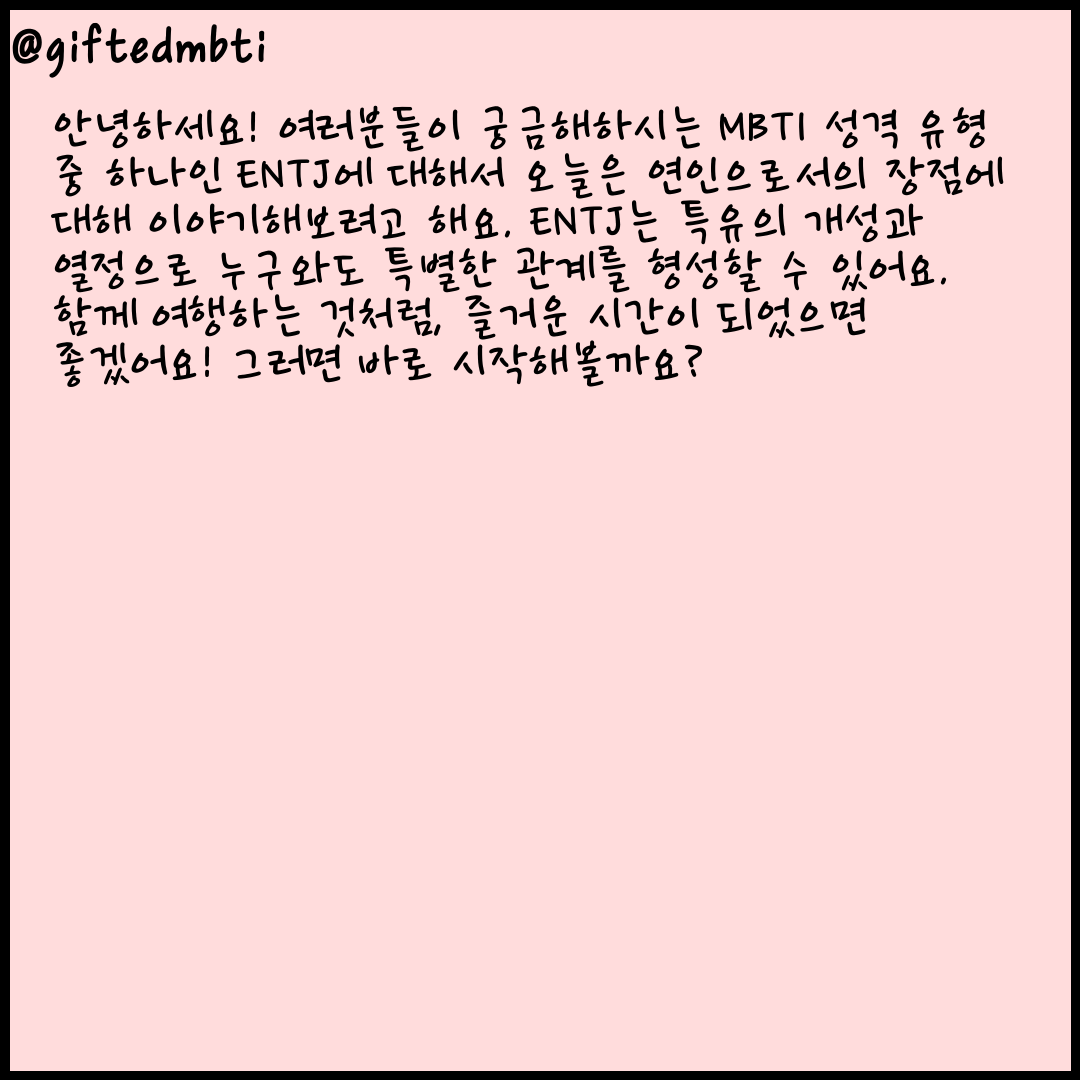 @giftedmbti
안녕하세요! 여러분들이 궁금해하시는 MBTI 성격 유형
중 하나인 ENTJ에 대해서 오늘은 연인으로서의 장점에
대해 이야기해보려고 해요. ENTJ는 특유의 개성과
열정으로 누구와도 특별한 관계를 형성할 수 있어요.
함께 여행하는 것처럼, 즐거운 시간이 되었으면
좋겠어요! 그러면 바로 시작해볼까요?